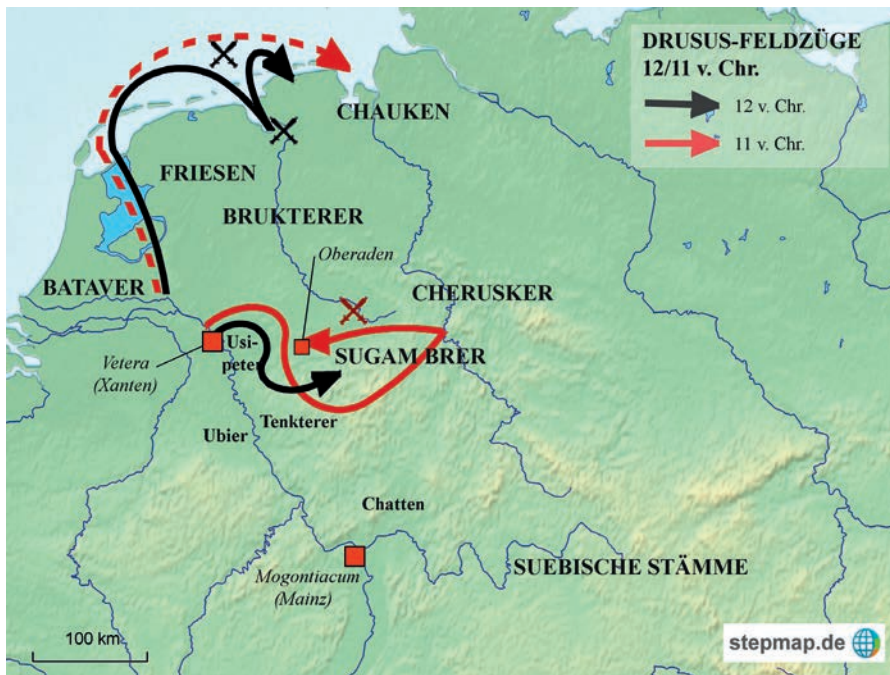 DRUSUS-FELDZÜGE
12/11 v. Chr.
12 v. Chr.
11 v. Chr.
CHAUKEN
FRIESEN
BRUKTERER
Oberaden
BATAVER
CHERUSKER
Usi-
peter
SUGAM BRER
Vetera
(Xanten)
Tenkterer
Ubier
Chatten
SUEBISCHE STÄMME
Mogontiacum
(Mainz)
100 km
stepmap.de